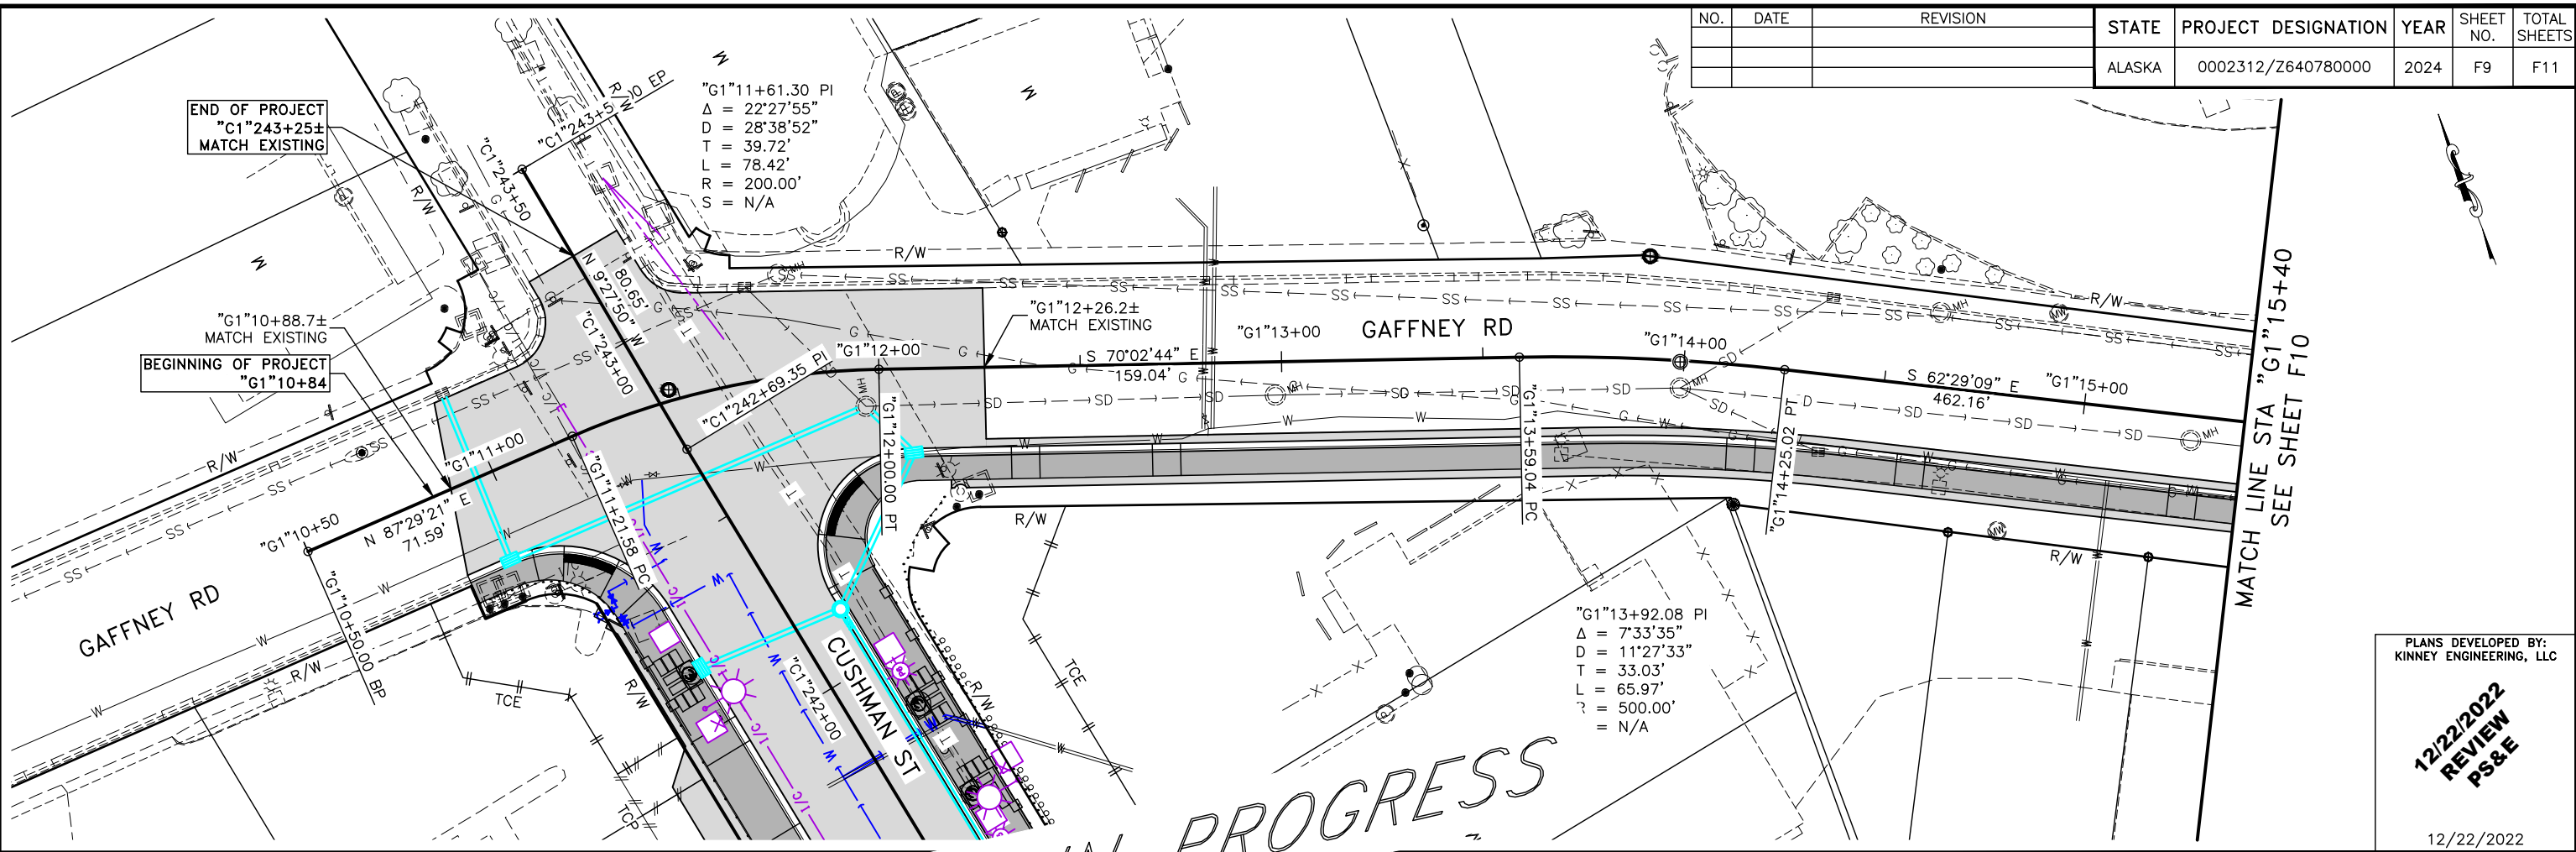 NO. DATE REVISION
STATE PROJECT DESIGNATION YEAR SHEET NO. TOTAL SHEETS
ALASKA 0002312/Z640780000 2024 F9 F11
END OF PROJECT
"C1"243+25±
MATCH EXISTING
"C1"243+50
R/W
R/W
"G1"11+61.30 PI
Δ = 22°27'55"
D = 28°38'52"
T = 39.72'
L = 78.42'
R = 200.00'
S = N/A
"G1"10+88.7±
MATCH EXISTING
BEGINNING OF PROJECT
"G1"10+84
N 9°27'50" W
80.65'
"C1"243+00
"C1"242+69.35 PI
"G1"12+00
"G1"12+26.2±
MATCH EXISTING
R/W
"G1"13+00
GAFFNEY RD
S 70°02'44" E
159.04'
"G1"14+00
S 62°29'09" E
462.16'
"G1"15+00
R/W
MATCH LINE STA "G1"15+40
SEE SHEET F10
R/W
"G1"11+00
"G1"10+50
N 87°29'21" E
71.59'
"G1"11+21.58 PC
"G1"12+00.00 PT
"G1"13+59.04 PC
"G1"14+25.02 PT
R/W
R/W
GAFFNEY RD
"G1"10+50.00 BP
R/W
TCE
R/W
"C1"242+00
CUSHMAN ST
R/W
TCE
"G1"13+92.08 PI
Δ = 7°33'35"
D = 11°27'33"
T = 33.03'
L = 65.97'
R = 500.00'
= N/A
PROGRESS
PLANS DEVELOPED BY:
KINNEY ENGINEERING, LLC
12/22/2022
REVIEW
PS&E
12/22/2022